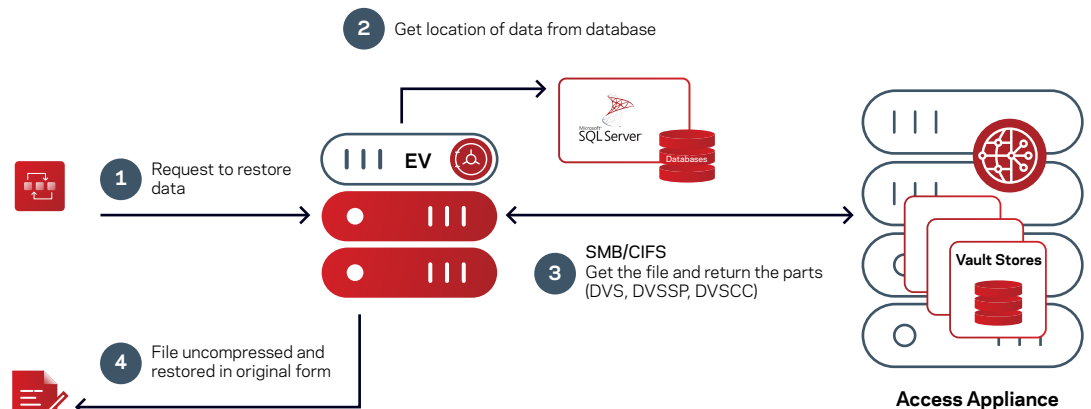 2
Get location of data from database
Microsoft
SQL Server
Databases
EV
1
Request to restore
data
3
SMB/CIFS
Get the file and return the parts
(DVS, DVSSP, DVSCC)
Vault Stores
4
File uncompressed and
restored in original form
Access Appliance